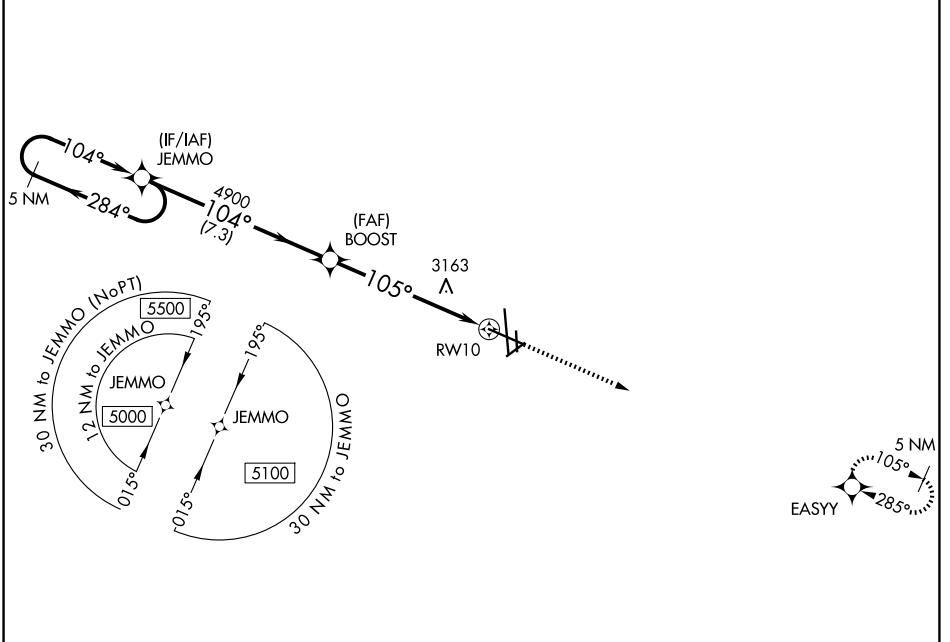 (IF/IAF)
JEMMO
104°
284°
5 NM
4900
104°
(7.3)
(FAF)
BOOST
105°
3163
RW10
30 NM to JEMMO (NoPT)
5500
12 NM to JEMMO
195°
JEMMO
5000
015°
195°
JEMMO
5100
015°
30 NM to JEMMO
5 NM
105°
285°
EASYY